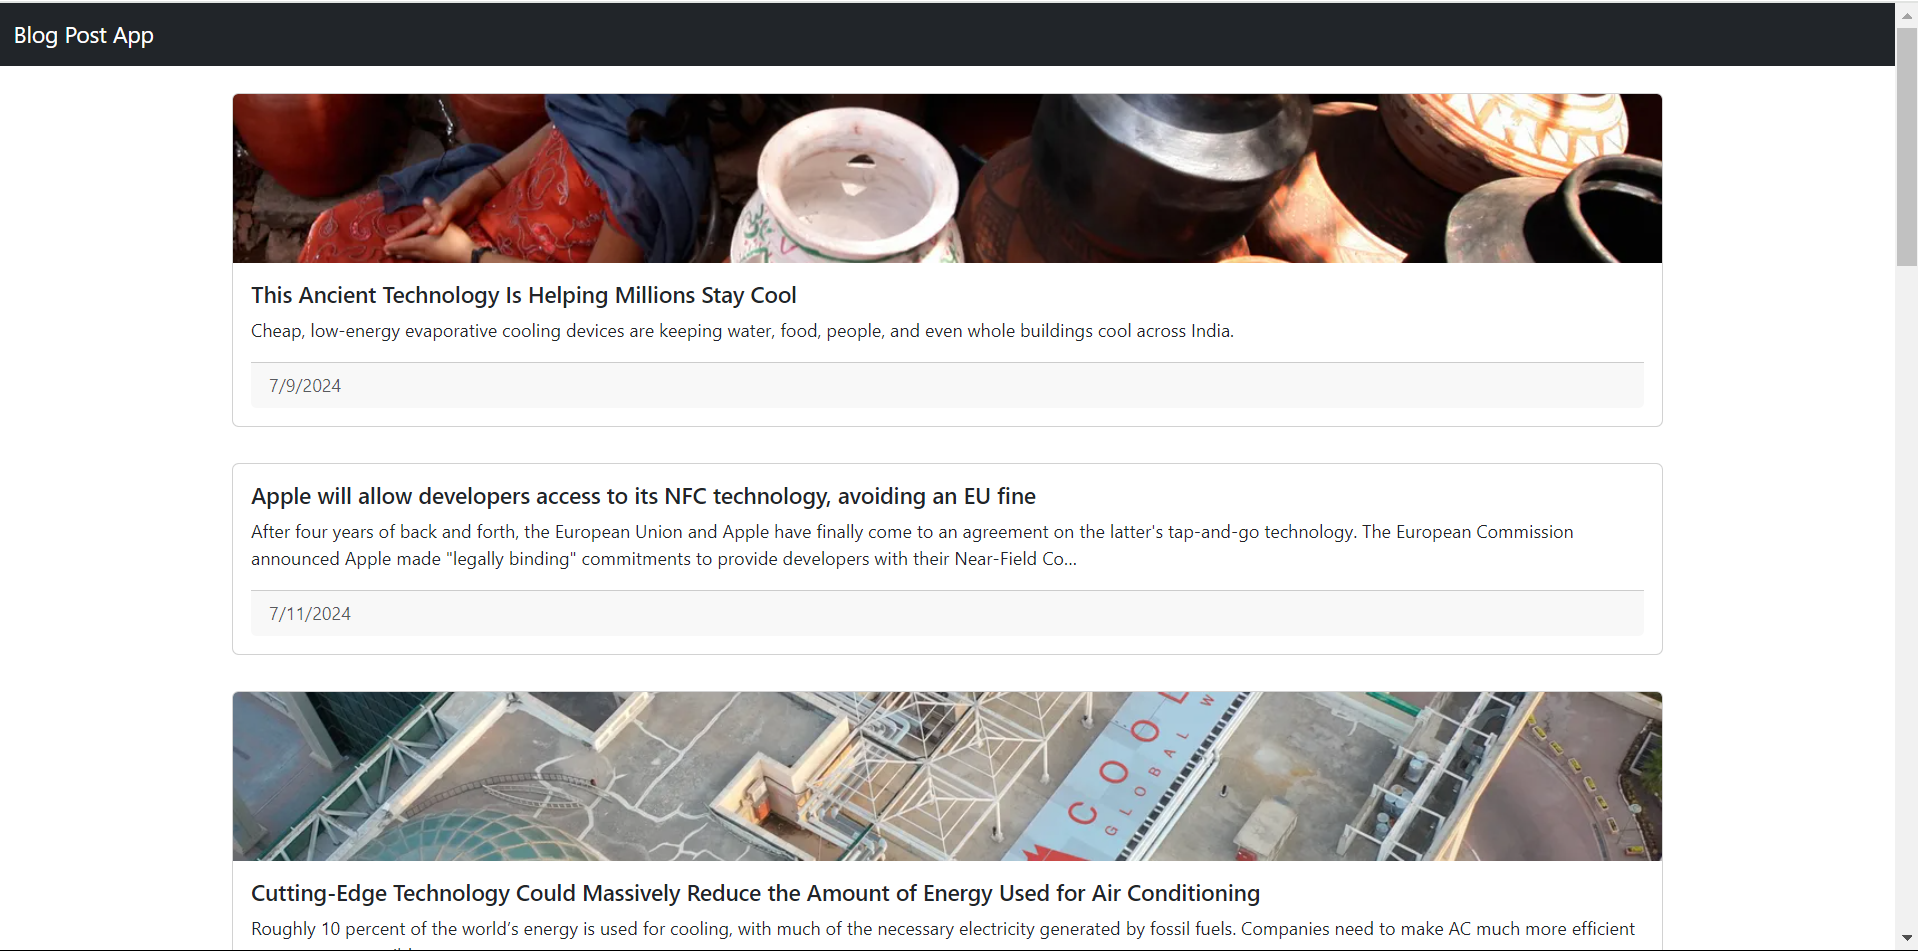 Blog Post App
This Ancient Technology Is Helping Millions Stay Cool
Cheap, low-energy evaporative cooling devices are keeping water, food, people, and even whole buildings cool across India.
7/9/2024
Apple will allow developers access to its NFC technology, avoiding an EU fine
After four years of back and forth, the European Union and Apple have finally come to an agreement on the latter's tap-and-go technology. The European Commission
announced Apple made "legally binding" commitments to provide developers with their Near-Field Co...
7/11/2024
COOL
GLOBAL W
Cutting-Edge Technology Could Massively Reduce the Amount of Energy Used for Air Conditioning
Roughly 10 percent of the world’s energy is used for cooling, with much of the necessary electricity generated by fossil fuels. Companies need to make AC much more efficient